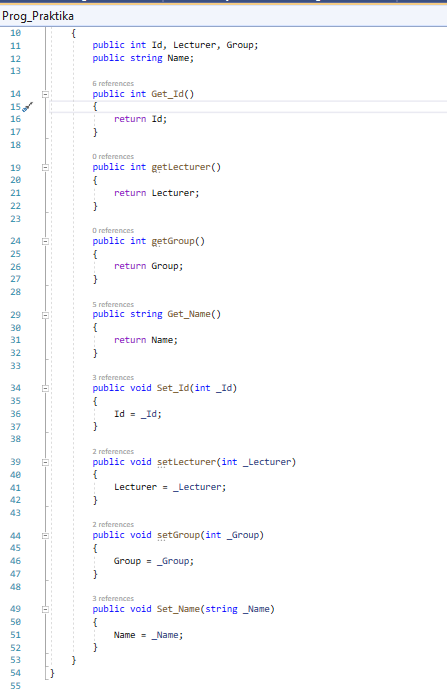 Prog_Praktika
10 {
11 public int Id, Lecturer, Group;
12 public string Name;
13
6 references
14 public int Get_Id()
15 {
16 return Id;
17 }
18
0 references
19 public int getLecturer()
20 {
21 return Lecturer;
22 }
23
0 references
24 public int getGroup()
25 {
26 return Group;
27 }
28
5 references
29 public string Get_Name()
30 {
31 return Name;
32 }
33
3 references
34 public void Set_Id(int _Id)
35 {
36 Id = _Id;
37 }
38
2 references
39 public void setLecturer(int _Lecturer)
40 {
41 Lecturer = _Lecturer;
42 }
43
2 references
44 public void setGroup(int _Group)
45 {
46 Group = _Group;
47 }
48
3 references
49 public void Set_Name(string _Name)
50 {
51 Name = _Name;
52 }
53 }
54 }
55